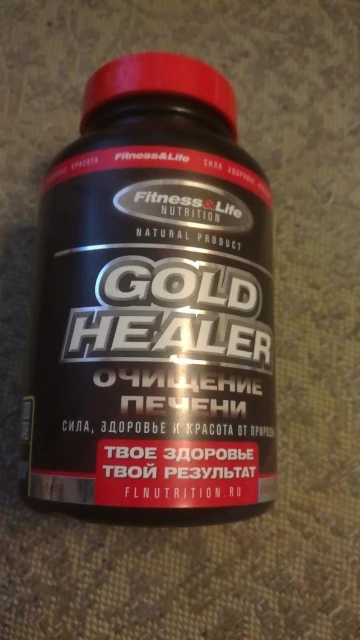 КРАСОТА Fitness&Life СИЛА ЗДОРОВЬЕ
Fitness&Life
NUTRITION
NATURAL PRODUCT
GOLD
HEALER
ОЧИЩЕНИЕ
ПЕЧЕНИ
СИЛА, ЗДОРОВЬЕ И КРАСОТА ОТ
ТВОЕ ЗДОРОВЬЕ
ТВОЙ РЕЗУЛЬТАТ
FLNUTRITION.RU